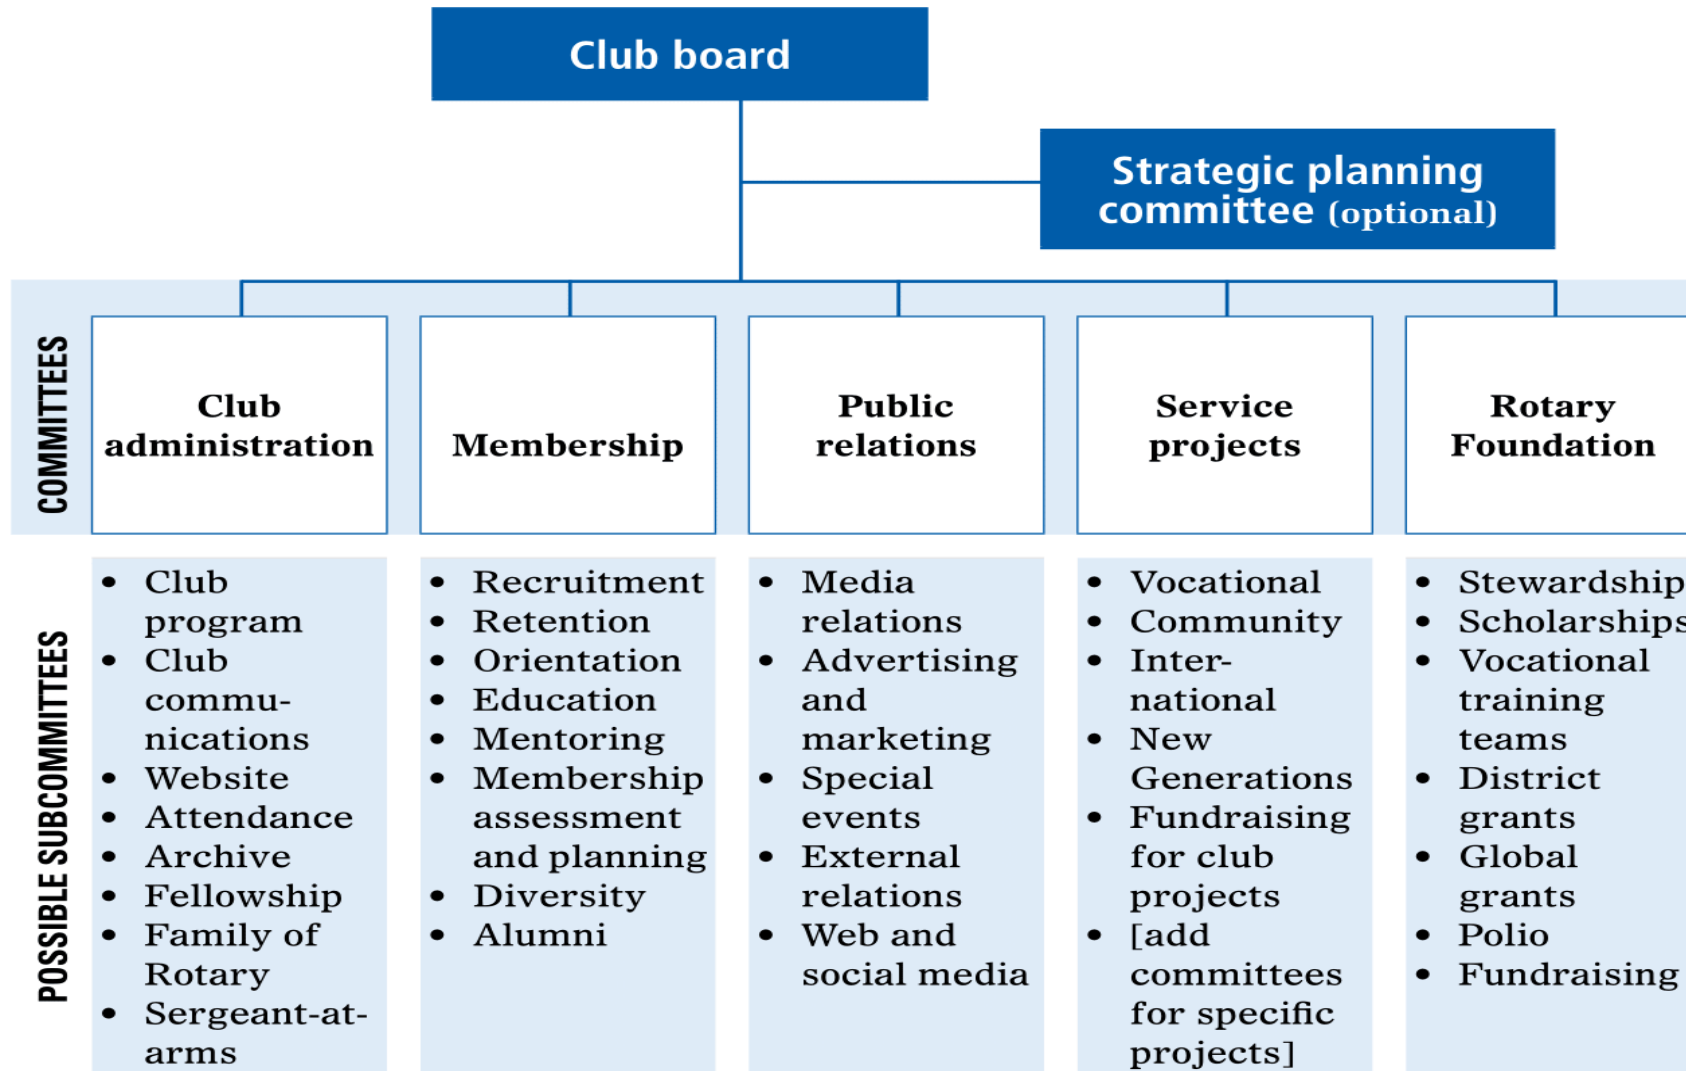 Club board
Strategic planning
committee (optional)
COMMITTEES
Club
administration
Membership
Public
relations
Service
projects
Rotary
Foundation
POSSIBLE SUBCOMMITTEES
• Club
program
• Club
commu-
nications
• Website
• Attendance
• Archive
• Fellowship
• Family of
Rotary
• Sergeant-at-
arms
• Recruitment
• Retention
• Orientation
• Education
• Mentoring
• Membership
assessment
and planning
• Diversity
• Alumni
• Media
relations
• Advertising
and
marketing
• Special
events
• External
relations
• Web and
social media
• Vocational
• Community
• Inter-
national
• New
Generations
• Fundraising
for club
projects
• [add
committees
for specific
projects]
• Stewardship
• Scholarships
• Vocational
training
teams
• District
grants
• Global
grants
• Polio
• Fundraising